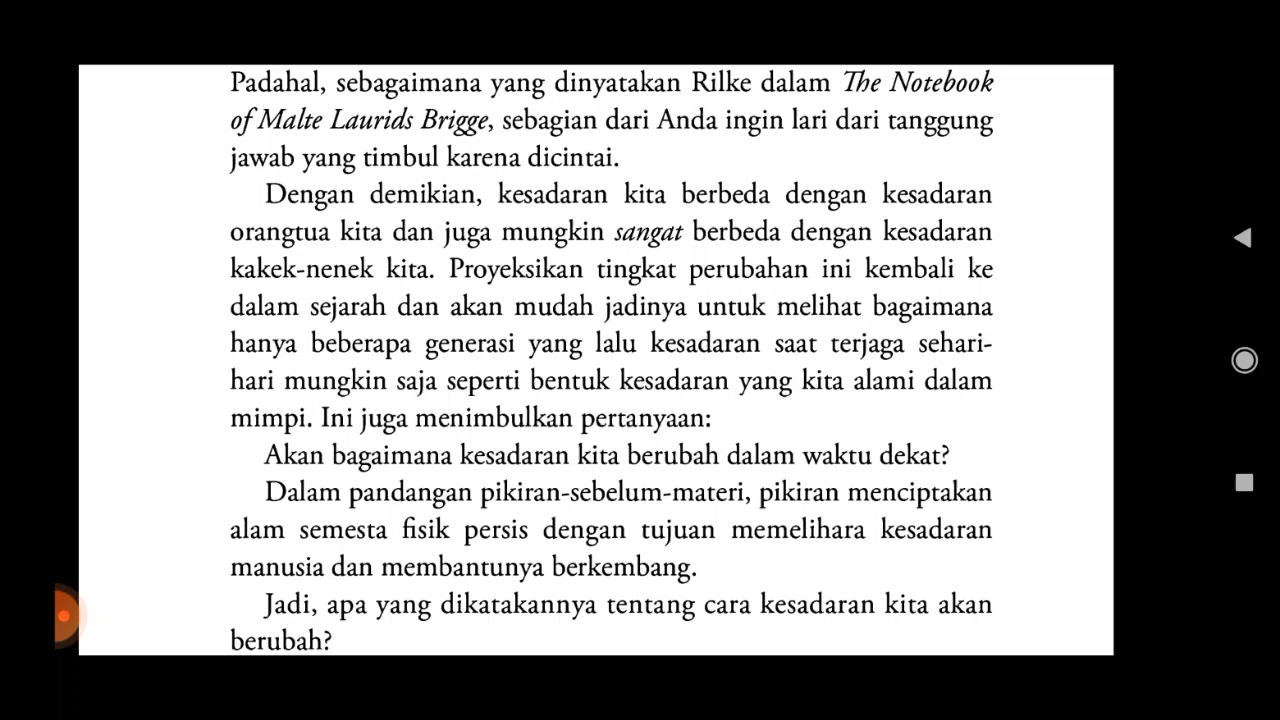 Padahal, sebagaimana yang dinyatakan Rilke dalam The Notebook
of Malte Laurids Brigge, sebagian dari Anda ingin lari dari tanggung
jawab yang timbul karena dicintai.
Dengan demikian, kesadaran kita berbeda dengan kesadaran
orangtua kita dan juga mungkin sangat berbeda dengan kesadaran
kakek-nenek kita. Proyeksikan tingkat perubahan ini kembali ke
dalam sejarah dan akan mudah jadinya untuk melihat bagaimana
hanya beberapa generasi yang lalu kesadaran saat terjaga sehari-
hari mungkin saja seperti bentuk kesadaran yang kita alami dalam
mimpi. Ini juga menimbulkan pertanyaan:
Akan bagaimana kesadaran kita berubah dalam waktu dekat?
Dalam pandangan pikiran-sebelum-materi, pikiran menciptakan
alam semesta fisik persis dengan tujuan memelihara kesadaran
manusia dan membantunya berkembang.
Jadi, apa yang dikatakannya tentang cara kesadaran kita akan
berubah?